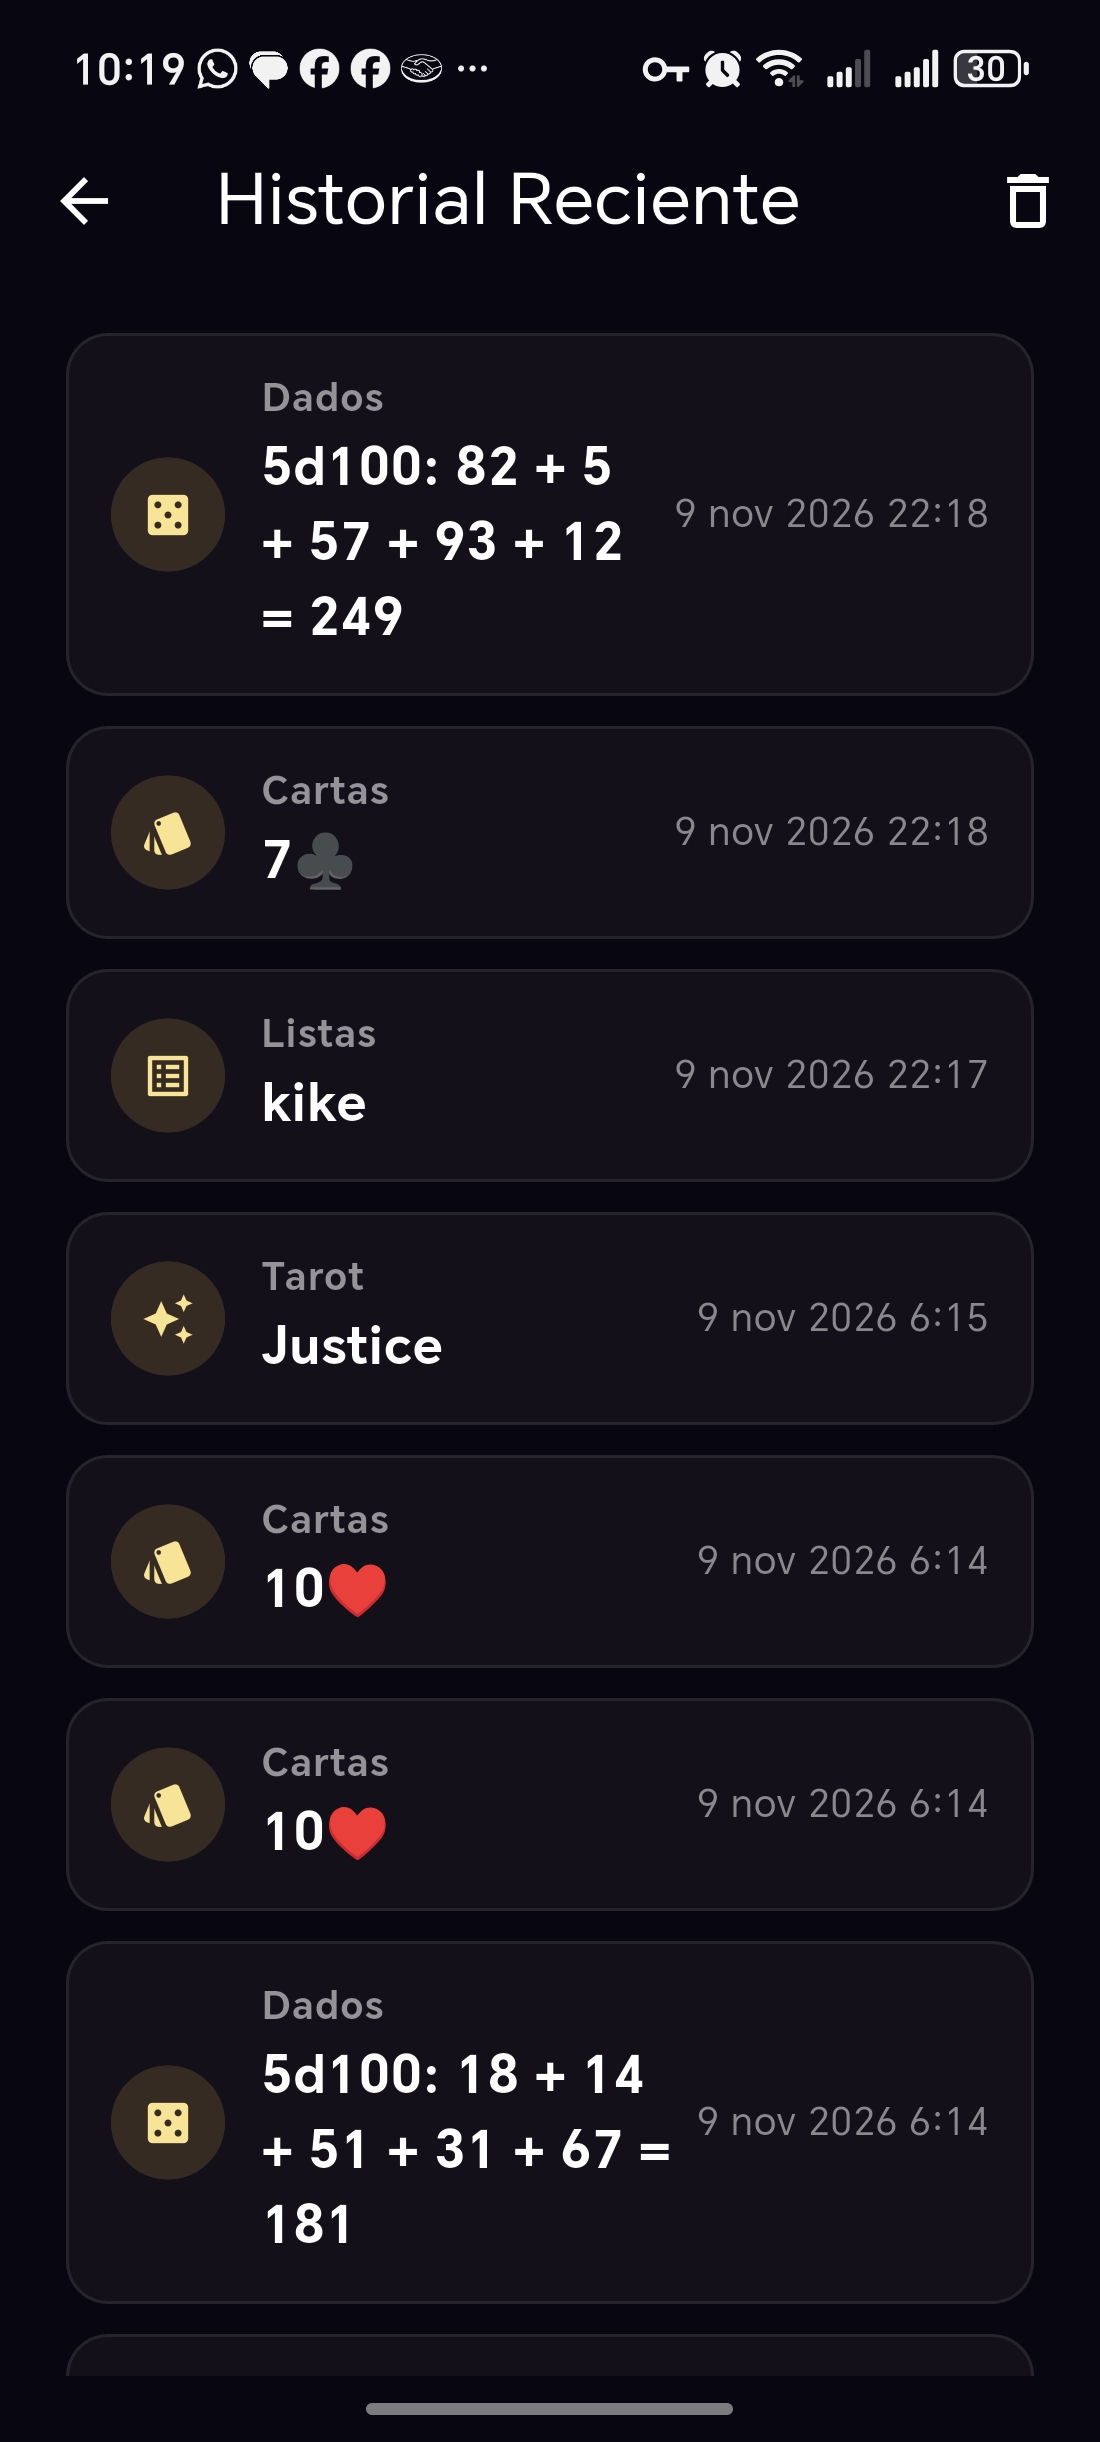 10:19
30
Historial Reciente
Dados
5d100: 82 + 5
+ 57 + 93 + 12
= 249
9 nov 2026 22:18
Cartas
7♣
9 nov 2026 22:18
Listas
kike
9 nov 2026 22:17
Tarot
Justice
9 nov 2026 6:15
Cartas
10♥
9 nov 2026 6:14
Cartas
10♥
9 nov 2026 6:14
Dados
5d100: 18 + 14
+ 51 + 31 + 67 =
181
9 nov 2026 6:14